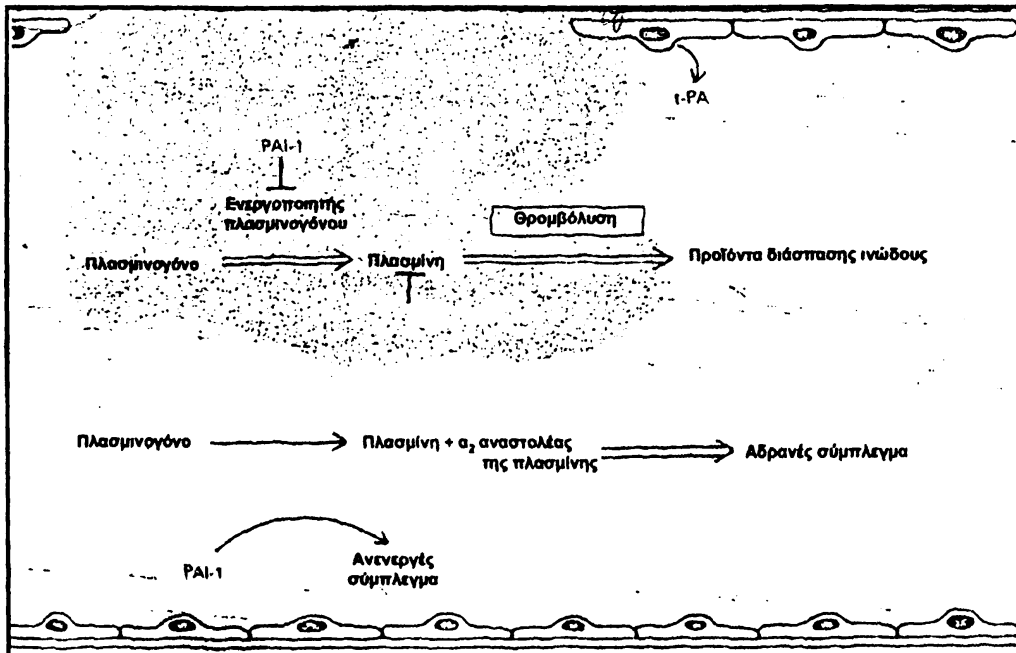 t-PA
PAI-1
Ενεργοποιητής
πλασμινογόνου
Θρομβόλυση
Πλασμινογόνο
Πλασμίνη
Προϊόντα διάσπασης ινώδους
Πλασμινογόνο
Πλασμίνη + α₂ αναστολέας
της πλασμίνης
Αδρανές σύμπλεγμα
PAI-1
Ανενεργές
σύμπλεγμα